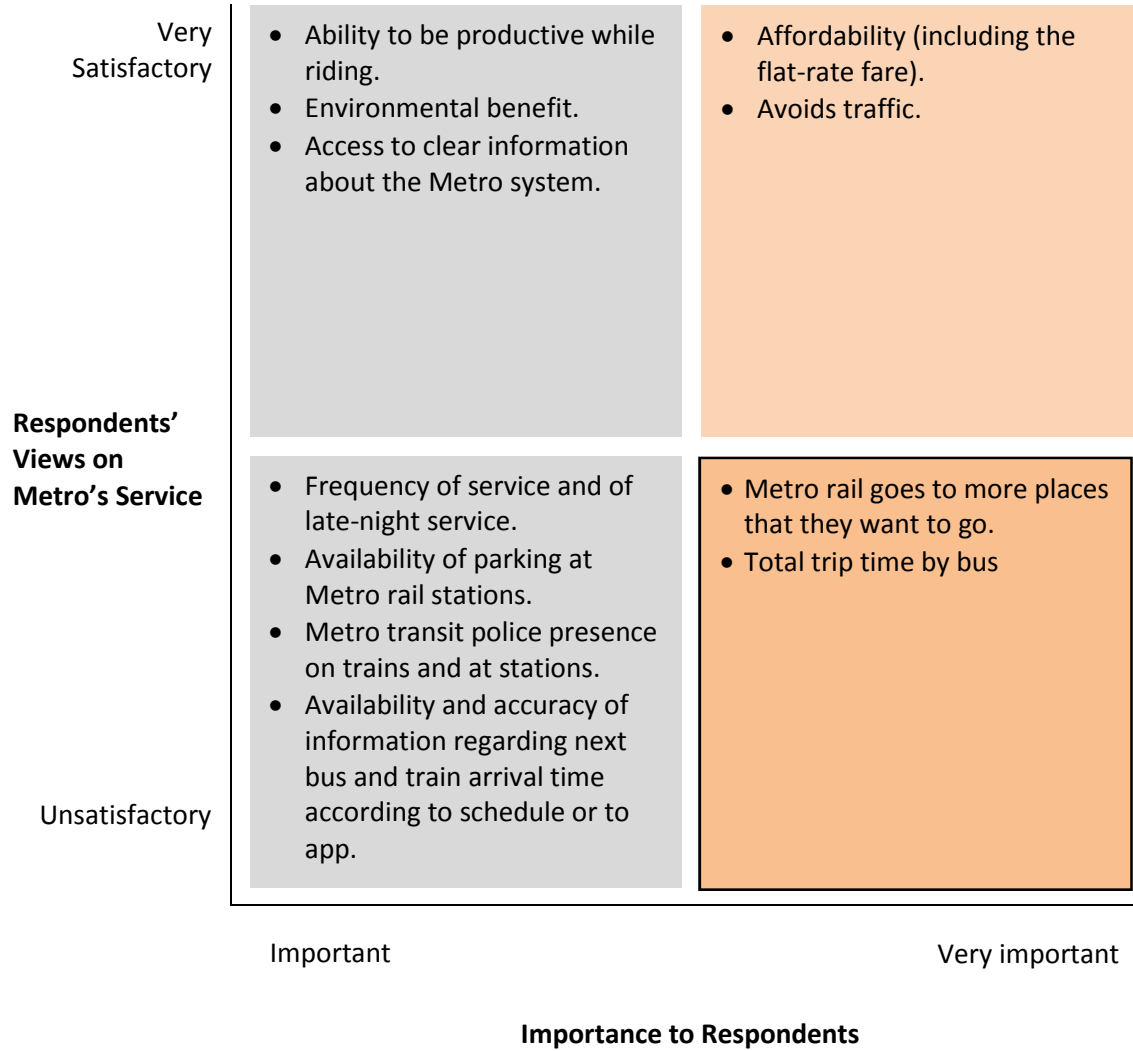 Very
Satisfactory
• Ability to be productive while
riding.
• Environmental benefit.
• Access to clear information
about the Metro system.
• Affordability (including the
flat-rate fare).
• Avoids traffic.
Respondents’
Views on
Metro’s Service
• Frequency of service and of
late-night service.
• Availability of parking at
Metro rail stations.
• Metro transit police presence
on trains and at stations.
• Availability and accuracy of
information regarding next
bus and train arrival time
according to schedule or to
app.
• Metro rail goes to more places
that they want to go.
• Total trip time by bus
Unsatisfactory
Important
Very important
Importance to Respondents